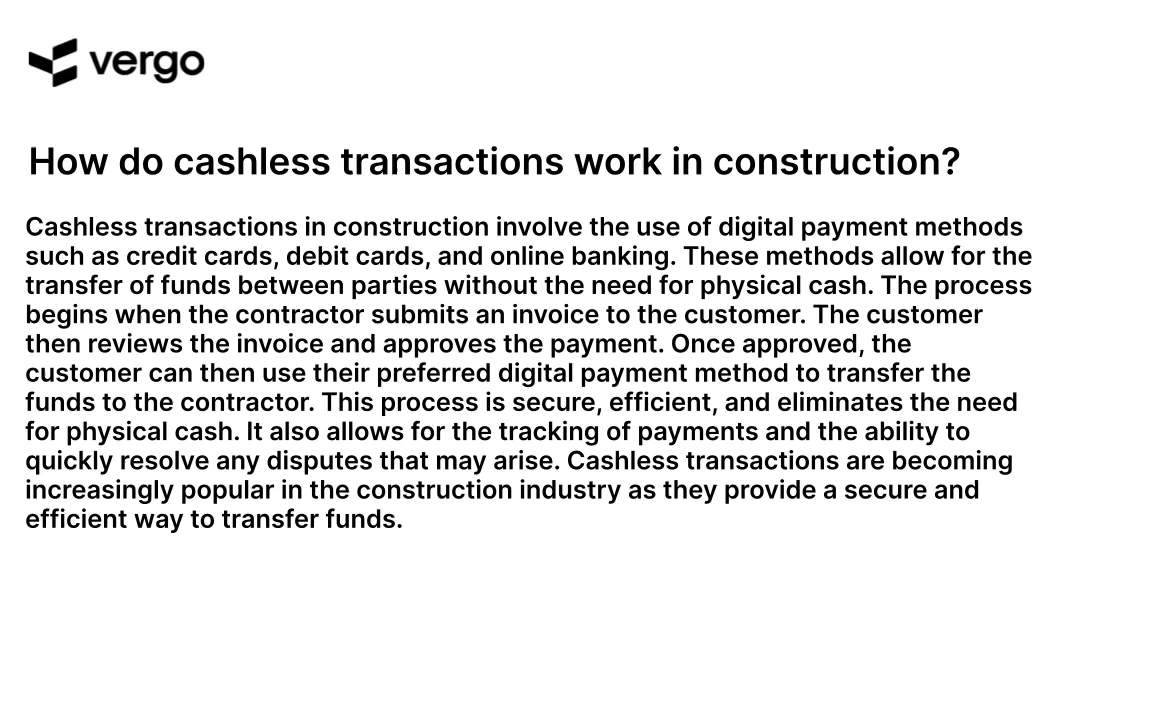 vergo
How do cashless transactions work in construction?
Cashless transactions in construction involve the use of digital payment methods
such as credit cards, debit cards, and online banking. These methods allow for the
transfer of funds between parties without the need for physical cash. The process
begins when the contractor submits an invoice to the customer. The customer
then reviews the invoice and approves the payment. Once approved, the
customer can then use their preferred digital payment method to transfer the
funds to the contractor. This process is secure, efficient, and eliminates the need
for physical cash. It also allows for the tracking of payments and the ability to
quickly resolve any disputes that may arise. Cashless transactions are becoming
increasingly popular in the construction industry as they provide a secure and
efficient way to transfer funds.